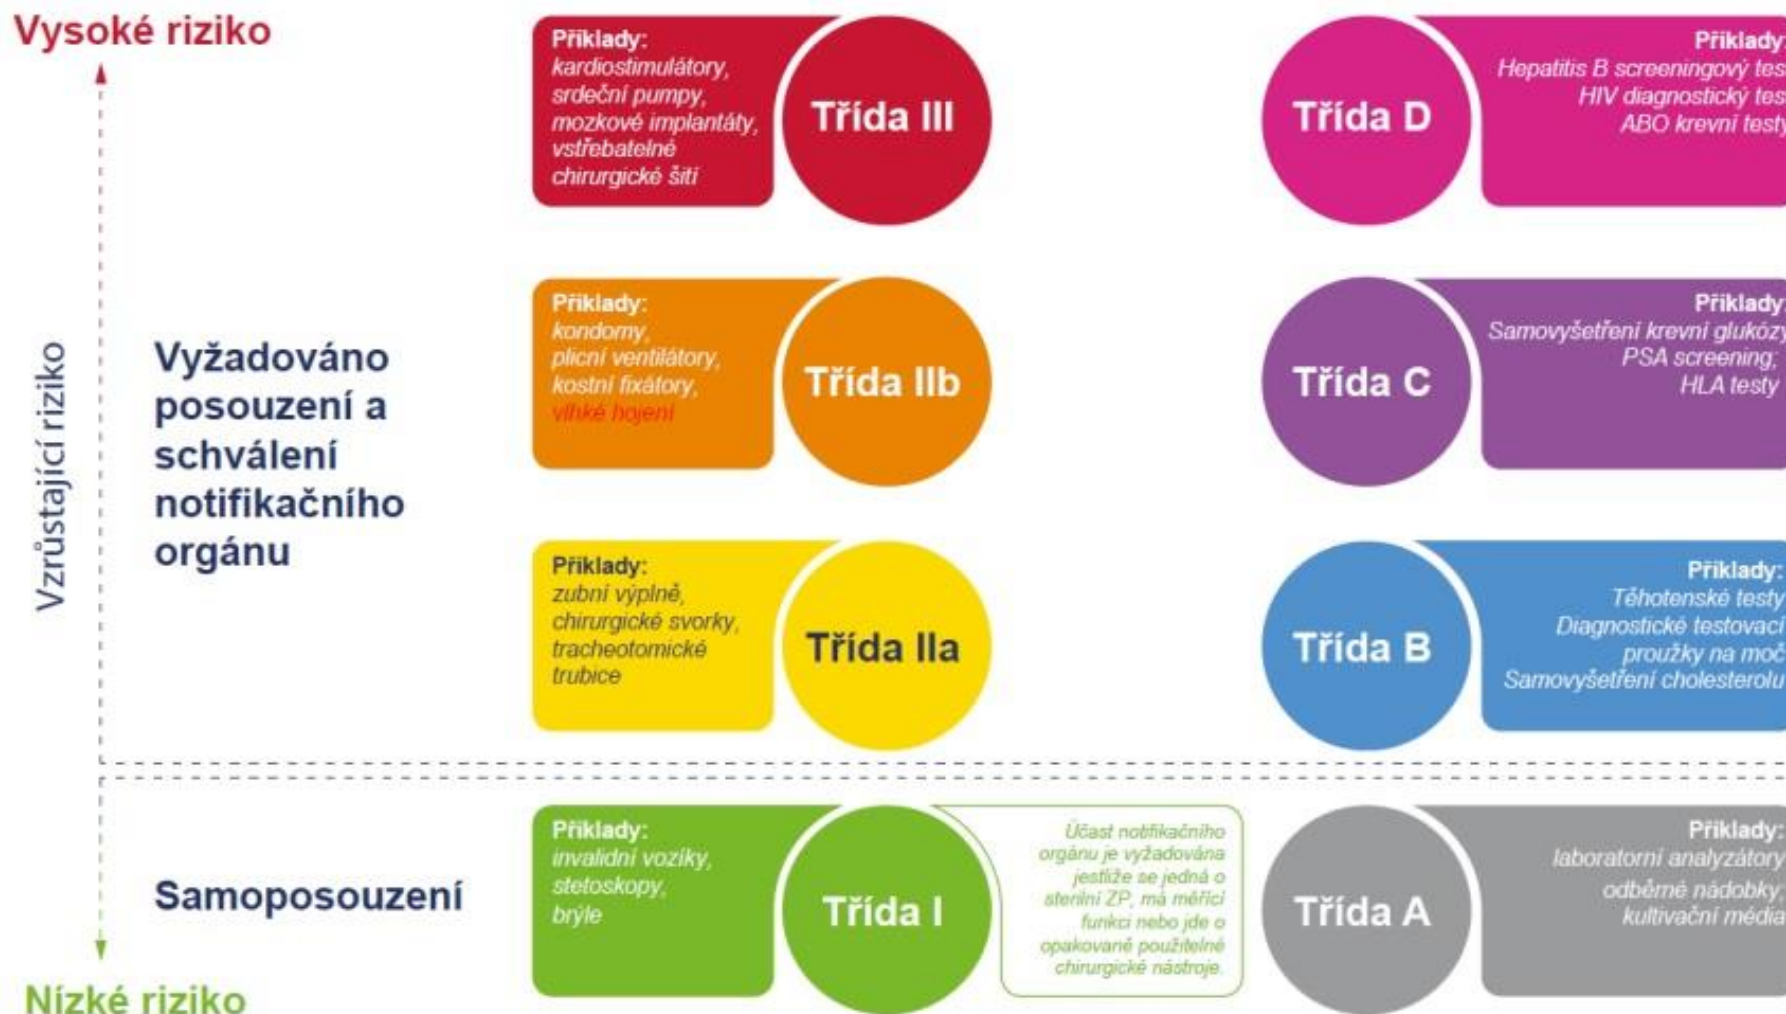 Vysoké riziko
Vzrůstající riziko
Vyžadováno
posouzení a
schválení
notifikačního
orgánu
Příklady:
kardiostimulátory,
srdeční pumpy,
mozkové implantáty,
vstřebatelné
chirurgické šití
Třída III
Třída D
Příklady:
Hepatitis B screeningový tes
HIV diagnostický tes
ABO krevní testy
Příklady:
kondomy,
plicní ventilátory,
kostní fixátory,
vlhké hojení
Třída IIb
Třída C
Příklady:
Samovyšetření krevní glukózy
PSA screening;
HLA testy
Příklady:
zubní výplně,
chirurgické svorky,
tracheotomické
trubice
Třída IIa
Třída B
Příklady:
Těhotenské testy
Diagnostické testovací
proužky na moč
Samovyšetření cholesterolu
Samoposouzení
Příklady:
invalidní vozíky,
stetoskopy,
brýle
Třída I
Účast notifikačního
orgánu je vyžadována
jestliže se jedná o
sterilní ZP, má měřící
funkci nebo jde o
opakovaně použitelné
chirurgické nástroje.
Třída A
Příklady:
laboratorní analyzátory
odběrné nádobky;
kultivační média
Nízké riziko